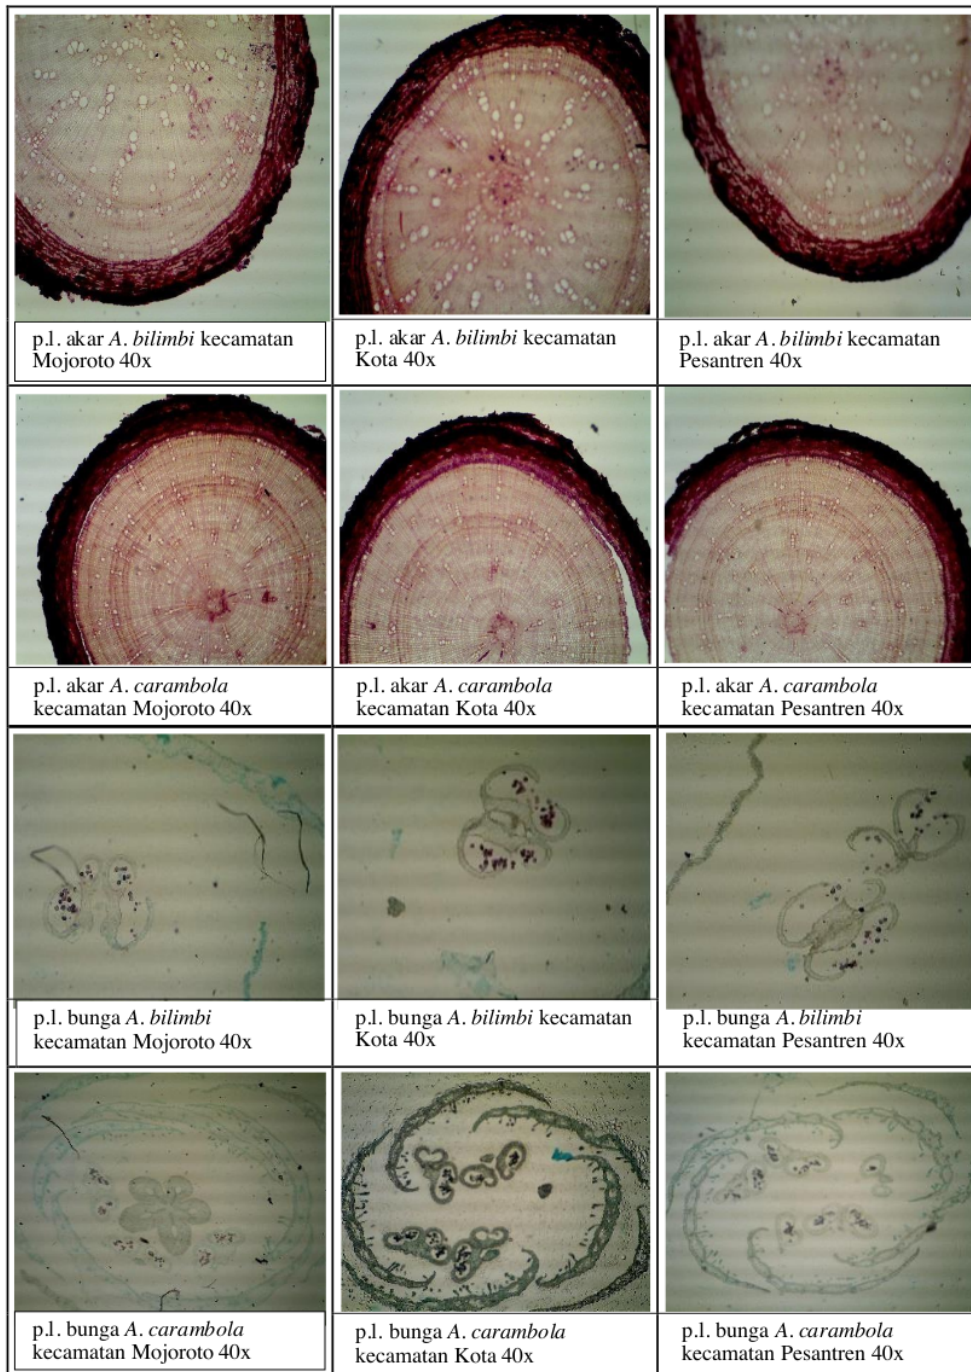 p.l. akar A. bilimbi kecamatan
Mojoroto 40x
p.l. akar A. bilimbi kecamatan
Kota 40x
p.l. akar A. bilimbi kecamatan
Pesantren 40x
p.l. akar A. carambola
kecamatan Mojoroto 40x
p.l. akar A. carambola
kecamatan Kota 40x
p.l. akar A. carambola
kecamatan Pesantren 40x
p.l. bunga A. bilimbi
kecamatan Mojoroto 40x
p.l. bunga A. bilimbi kecamatan
Kota 40x
p.l. bunga A. bilimbi
kecamatan Pesantren 40x
p.l. bunga A. carambola
kecamatan Mojoroto 40x
p.l. bunga A. carambola
kecamatan Kota 40x
p.l. bunga A. carambola
kecamatan Pesantren 40x